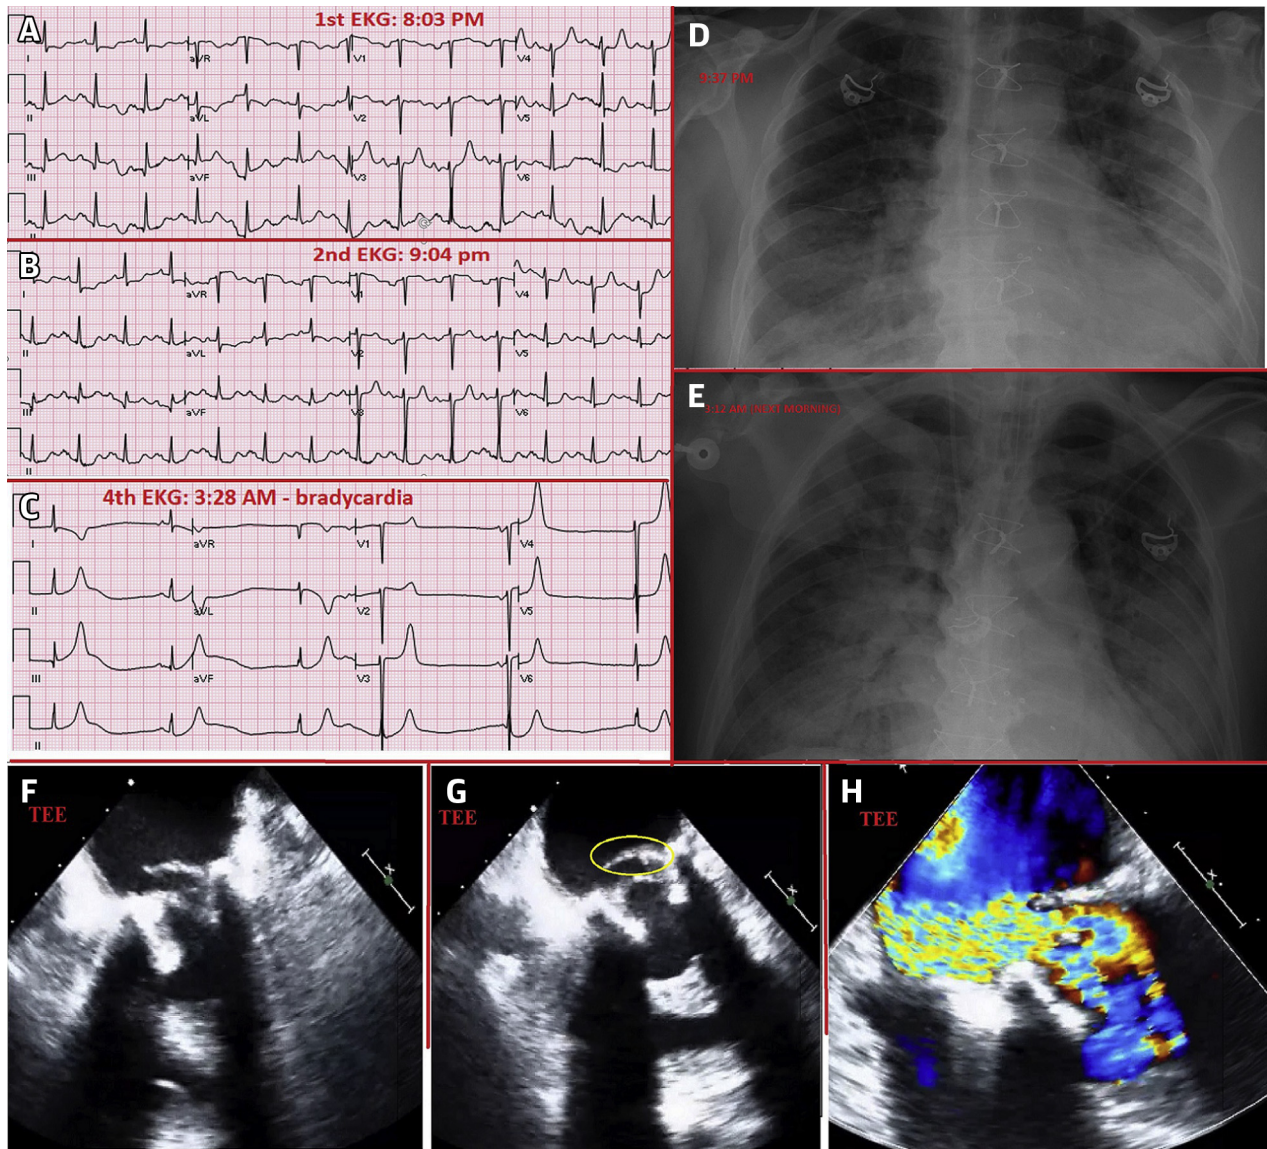 A
1st EKG: 8:03 PM
I
aVR
V1
V4
II
aVL
V2
V5
III
aVF
V3
V6
II
B
2nd EKG: 9:04 pm
I
aVR
V1
V4
II
aVL
V2
V5
III
aVF
V3
V6
II
C
4th EKG: 3:28 AM - bradycardia
I
aVR
V1
V4
II
aVL
V2
V5
III
aVF
V3
V6
II
D
9:37 PM
E
3:12 AM (NEXT MORNING)
F
TEE
X
G
TEE
X
H
TEE
X